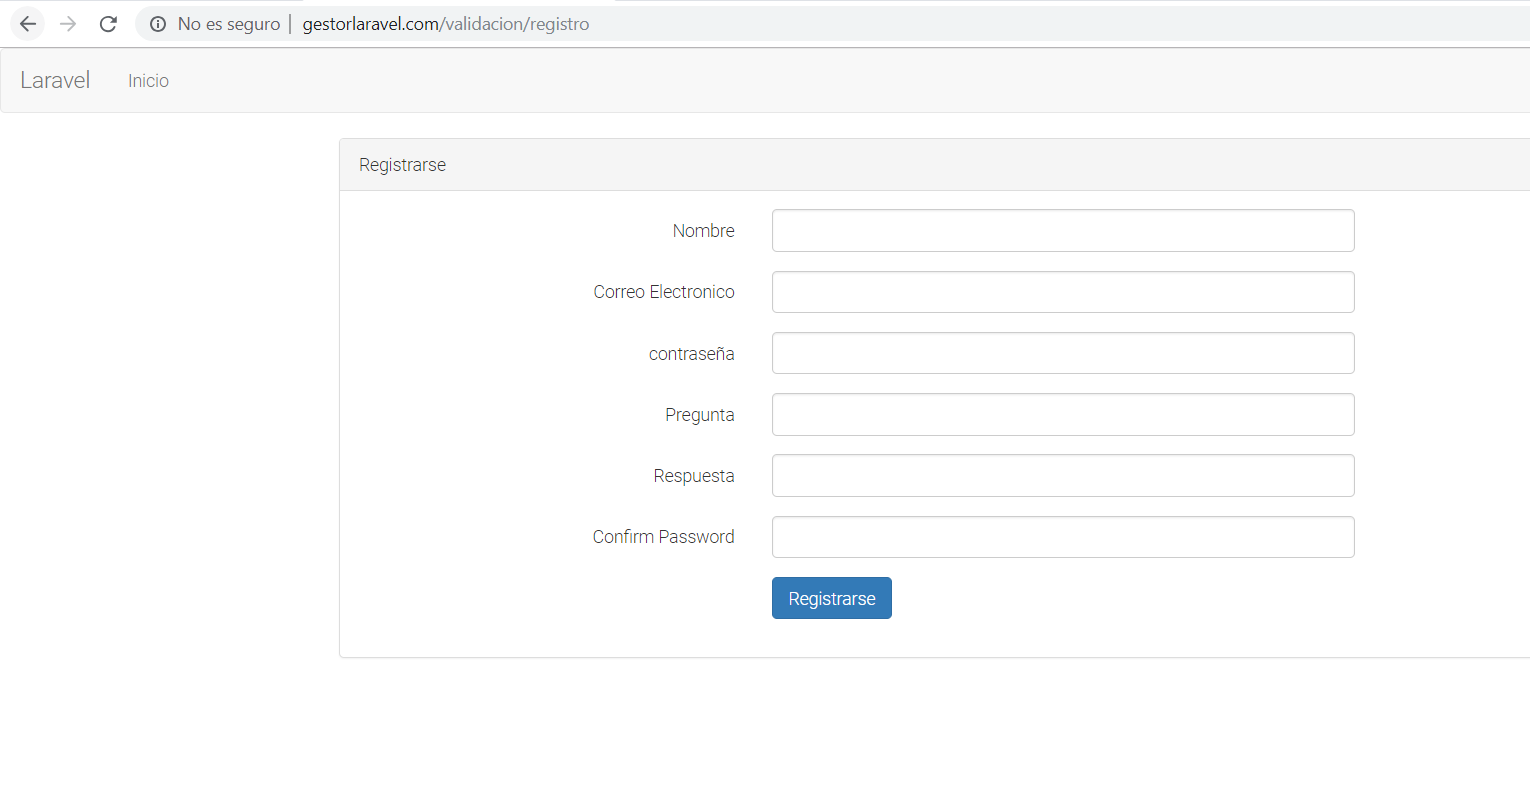 No es seguro | gestorlaravel.com/validacion/registro
Laravel Inicio
Registrarse
Nombre
Correo Electronico
contraseña
Pregunta
Respuesta
Confirm Password
Registrarse